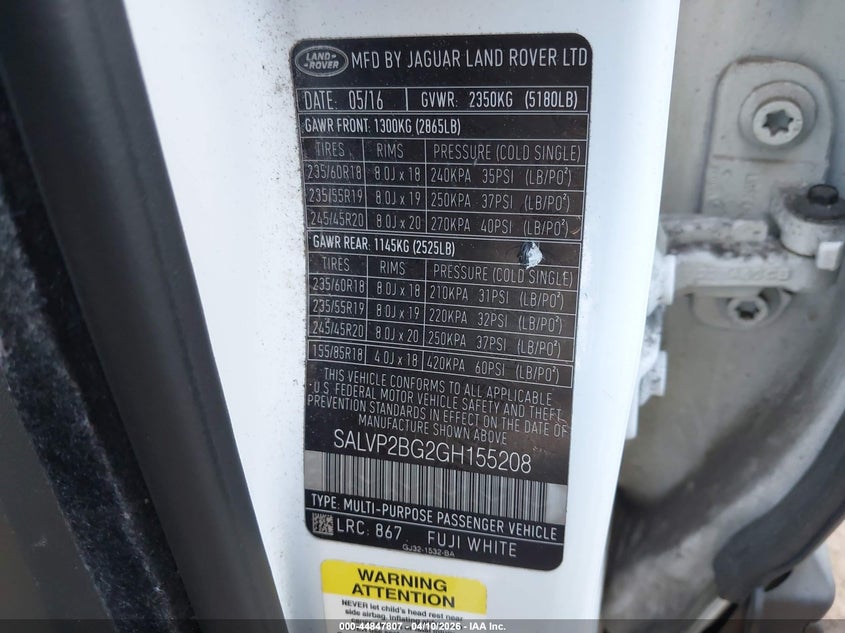 LAND-
ROVER
MFD BY JAGUAR LAND ROVER LTD
DATE: 05/16 GVWR: 2350KG (5180LB)
GAWR FRONT: 1300KG (2865LB)
TIRES RIMS PRESSURE (COLD SINGLE)
235/60R18 8.0J x 18 240KPA 35PSI (LB/PO²)
235/55R19 8.0J x 19 250KPA 37PSI (LB/PO²)
245/45R20 8.0J x 20 270KPA 40PSI (LB/PO²)
GAWR REAR: 1145KG (2525LB)
TIRES RIMS PRESSURE (COLD SINGLE)
235/60R18 8.0J x 18 210KPA 31PSI (LB/PO²)
235/55R19 8.0J x 19 220KPA 32PSI (LB/PO²)
245/45R20 8.0J x 20 250KPA 37PSI (LB/PO²)
155/85R18 4.0J x 18 420KPA 60PSI (LB/PO²)
THIS VEHICLE CONFORMS TO ALL APPLICABLE
U.S. FEDERAL MOTOR VEHICLE SAFETY AND THEFT
PREVENTION STANDARDS IN EFFECT ON THE DATE OF
MANUFACTURE SHOWN ABOVE
SALVP2BG2GH155208
TYPE: MULTI-PURPOSE PASSENGER VEHICLE
LRC: 867 FUJI WHITE
GJ32-1532-BA
WARNING
ATTENTION
NEVER let child's head rest near
side airbag, inflating
000-44847807 - 04/10/2026 - IAA Inc.